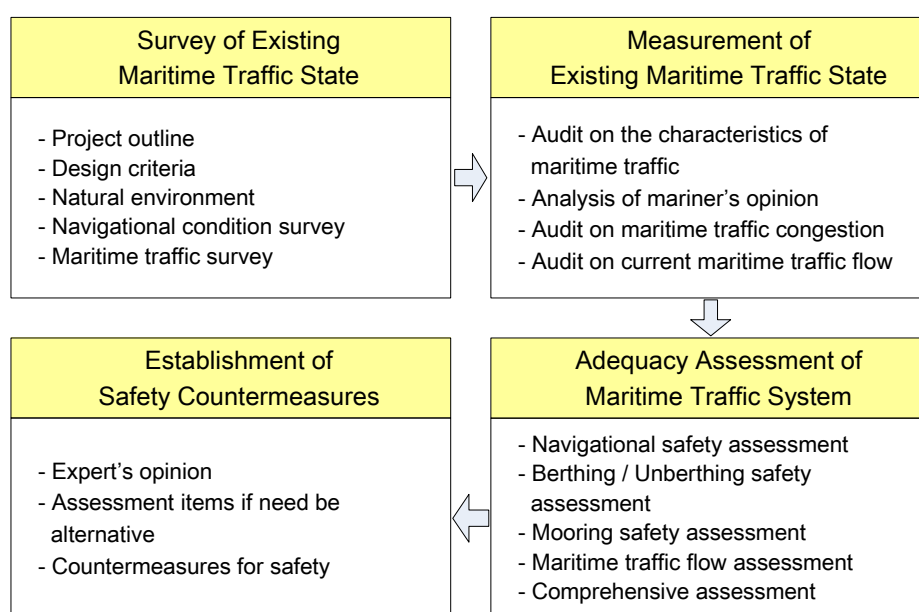 Survey of Existing
Maritime Traffic State
- Project outline
- Design criteria
- Natural environment
- Navigational condition survey
- Maritime traffic survey
Measurement of
Existing Maritime Traffic State
- Audit on the characteristics of
maritime traffic
- Analysis of mariner's opinion
- Audit on maritime traffic congestion
- Audit on current maritime traffic flow
Adequacy Assessment of
Maritime Traffic System
- Navigational safety assessment
- Berthing / Unberthing safety
assessment
- Mooring safety assessment
- Maritime traffic flow assessment
- Comprehensive assessment
Establishment of
Safety Countermeasures
- Expert's opinion
- Assessment items if need be
alternative
- Countermeasures for safety